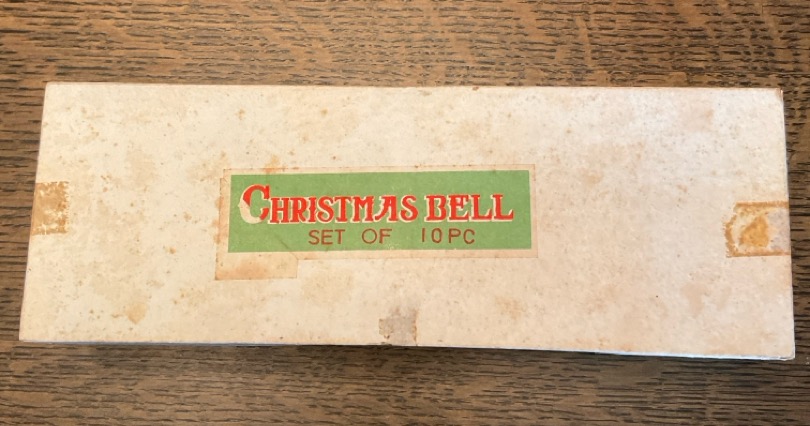 CHRISTMAS BELL
SET OF 10PC